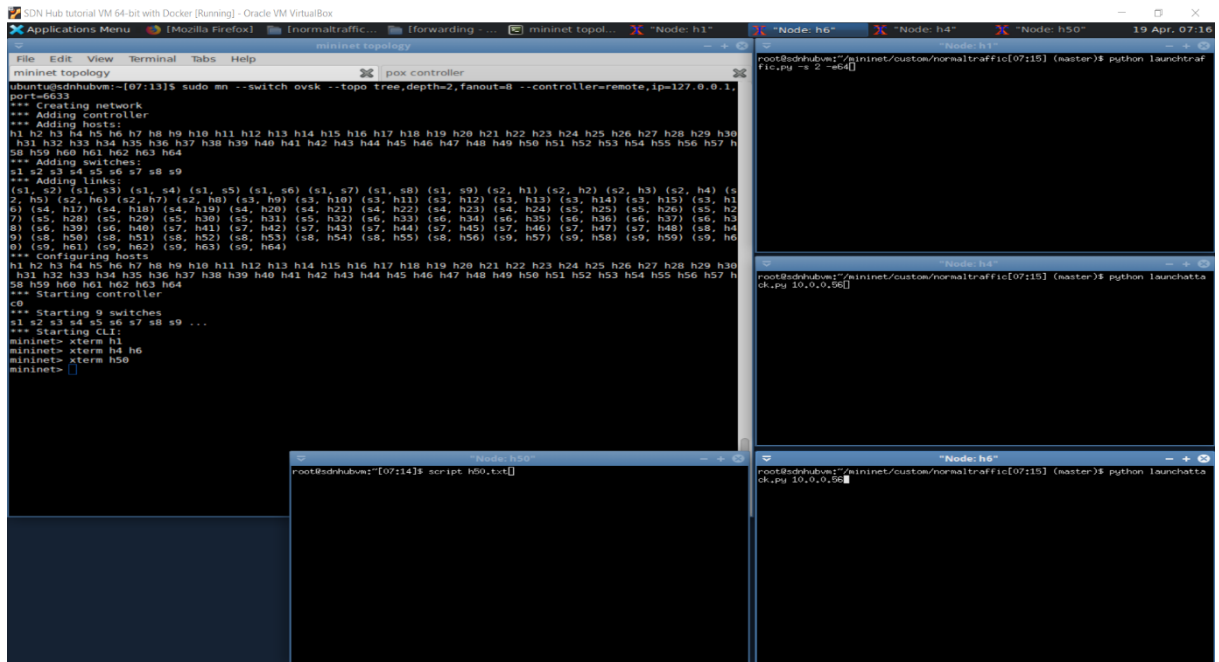 SDN Hub tutorial VM 64-bit with Docker [Running] - Oracle VM VirtualBox
Applications Menu [Mozilla Firefox] [normaltraffic... [forwarding - ... mininet topol... "Node: h1" "Node: h6" "Node: h4" "Node: h50" 19 Apr, 07:16
mininet topology
File Edit View Terminal Tabs Help
mininet topology pox controller
ubuntu@sdnhubvm:~[07:13]$ sudo mn --switch ovsk --topo tree,depth=2,fanout=8 --controller=remote,ip=127.0.0.1,
port=6633
*** Creating network
*** Adding controller
*** Adding hosts:
h1 h2 h3 h4 h5 h6 h7 h8 h9 h10 h11 h12 h13 h14 h15 h16 h17 h18 h19 h20 h21 h22 h23 h24 h25 h26 h27 h28 h29 h30
h31 h32 h33 h34 h35 h36 h37 h38 h39 h40 h41 h42 h43 h44 h45 h46 h47 h48 h49 h50 h51 h52 h53 h54 h55 h56 h57 h
58 h59 h60 h61 h62 h63 h64
*** Adding switches:
s1 s2 s3 s4 s5 s6 s7 s8 s9
*** Adding links:
(s1, s2) (s1, s3) (s1, s4) (s1, s5) (s1, s6) (s1, s7) (s1, s8) (s1, s9) (s2, h1) (s2, h2) (s2, h3) (s2, h4) (s
2, h5) (s2, h6) (s2, h7) (s2, h8) (s3, h9) (s3, h10) (s3, h11) (s3, h12) (s3, h13) (s3, h14) (s3, h15) (s3, h1
6) (s4, h17) (s4, h18) (s4, h19) (s4, h20) (s4, h21) (s4, h22) (s4, h23) (s4, h24) (s5, h25) (s5, h26) (s5, h2
7) (s5, h28) (s5, h29) (s5, h30) (s5, h31) (s5, h32) (s6, h33) (s6, h34) (s6, h35) (s6, h36) (s6, h37) (s6, h3
8) (s6, h39) (s6, h40) (s7, h41) (s7, h42) (s7, h43) (s7, h44) (s7, h45) (s7, h46) (s7, h47) (s7, h48) (s8, h4
9) (s8, h50) (s8, h51) (s8, h52) (s8, h53) (s8, h54) (s8, h55) (s8, h56) (s9, h57) (s9, h58) (s9, h59) (s9, h6
0) (s9, h61) (s9, h62) (s9, h63) (s9, h64)
*** Configuring hosts
h1 h2 h3 h4 h5 h6 h7 h8 h9 h10 h11 h12 h13 h14 h15 h16 h17 h18 h19 h20 h21 h22 h23 h24 h25 h26 h27 h28 h29 h30
h31 h32 h33 h34 h35 h36 h37 h38 h39 h40 h41 h42 h43 h44 h45 h46 h47 h48 h49 h50 h51 h52 h53 h54 h55 h56 h57 h
58 h59 h60 h61 h62 h63 h64
*** Starting controller
c0
*** Starting 9 switches
s1 s2 s3 s4 s5 s6 s7 s8 s9 ...
*** Starting CLI:
mininet> xterm h1
mininet> xterm h4 h6
mininet> xterm h50
mininet>
"Node: h1"
root@sdnhubvm:~/mininet/custom/normaltraffic[07:15] (master)$ python launchtraf
fic.py -s 2 -e64
"Node: h4"
root@sdnhubvm:~/mininet/custom/normaltraffic[07:15] (master)$ python launchatta
ck.py 10.0.0.56
"Node: h50"
root@sdnhubvm:~[07:14]$ script h50.txt
"Node: h6"
root@sdnhubvm:~/mininet/custom/normaltraffic[07:15] (master)$ python launchatta
ck.py 10.0.0.56